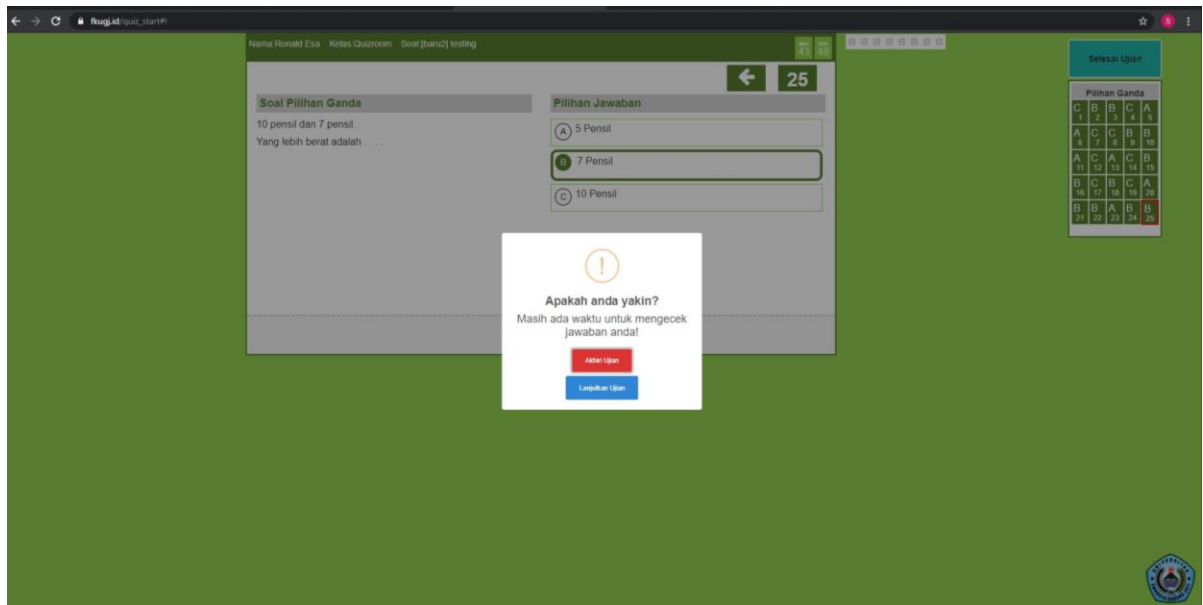 fkugj.id/quiz_start#!
S
Nama:Ronald Esa Kelas:Quizroom Soal:[baru2] testing
43 49
Selesai Ujian
25
Soal Pilihan Ganda
10 pensil dan 7 pensil.
Yang lebih berat adalah . . . .
Pilihan Jawaban
A 5 Pensil
B 7 Pensil
C 10 Pensil
Pilihan Ganda
C B B C A
1 2 3 4 5
A C C B B
6 7 8 9 10
A C A C B
11 12 13 14 15
B C B C A
16 17 18 19 20
B B A B B
21 22 23 24 25
!
Apakah anda yakin?
Masih ada waktu untuk mengecek
jawaban anda!
Akhiri Ujian
Lanjutkan Ujian